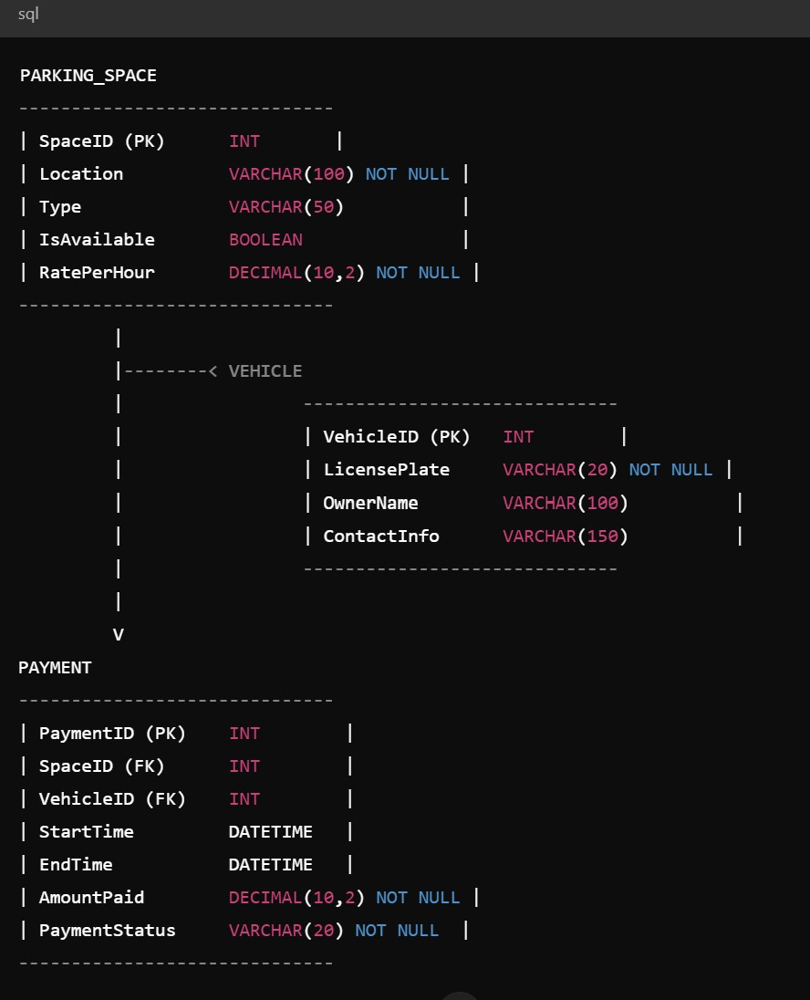 sql
PARKING_SPACE
------------------------------
| SpaceID (PK)      INT       |
| Location          VARCHAR(100) NOT NULL |
| Type              VARCHAR(50)           |
| IsAvailable       BOOLEAN               |
| RatePerHour       DECIMAL(10,2) NOT NULL |
------------------------------
         |
         |--------< VEHICLE
         |                 ------------------------------
         |                 | VehicleID (PK)   INT        |
         |                 | LicensePlate     VARCHAR(20) NOT NULL |
         |                 | OwnerName        VARCHAR(100)          |
         |                 | ContactInfo      VARCHAR(150)          |
         |                 ------------------------------
         |
         V
PAYMENT
------------------------------
| PaymentID (PK)    INT        |
| SpaceID (FK)      INT        |
| VehicleID (FK)    INT        |
| StartTime         DATETIME   |
| EndTime           DATETIME   |
| AmountPaid        DECIMAL(10,2) NOT NULL |
| PaymentStatus     VARCHAR(20) NOT NULL  |
------------------------------